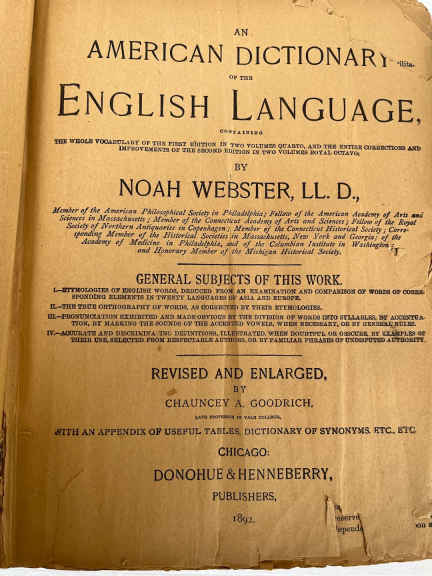 AN
AMERICAN DICTIONARY
OF THE
ENGLISH LANGUAGE,
CONTAINING
THE WHOLE VOCABULARY OF THE FIRST EDITION IN TWO VOLUMES QUARTO, AND THE ENTIRE CORRECTIONS AND
IMPROVEMENTS OF THE SECOND EDITION IN TWO VOLUMES ROYAL OCTAVO;
BY
NOAH WEBSTER, LL. D.,
Member of the American Philosophical Society in Philadelphia; Fellow of the American Academy of Arts and
Sciences in Massachusetts; Member of the Connecticut Academy of Arts and Sciences; Fellow of the Royal
Society of Northern Antiquaries in Copenhagen; Member of the Connecticut Historical Society; Corre-
sponding Member of the Historical Societies in Massachusetts, New York and Georgia; of the
Academy of Medicine in Philadelphia, and of the Columbian Institute in Washington;
and Honorary Member of the Michigan Historical Society.
GENERAL SUBJECTS OF THIS WORK.
I.—ETYMOLOGIES OF ENGLISH WORDS, DEDUCED FROM AN EXAMINATION AND COMPARISON OF WORDS OF CORRE-
SPONDING ELEMENTS IN TWENTY LANGUAGES OF ASIA AND EUROPE.
II.—THE TRUE ORTHOGRAPHY OF WORDS, AS CORRECTED BY THEIR ETYMOLOGIES.
III.—PRONUNCIATION EXHIBITED AND MADE OBVIOUS BY THE DIVISION OF WORDS INTO SYLLABLES, BY ACCENTUA-
TION, BY MARKING THE SOUNDS OF THE ACCENTED VOWELS, WHEN NECESSARY, OR BY GENERAL RULES.
IV.—ACCURATE AND DISCRIMINATING DEFINITIONS, ILLUSTRATED, WHEN DOUBTFUL OR OBSCURE, BY EXAMPLES OF
THEIR USE, SELECTED FROM RESPECTABLE AUTHORS, OR BY FAMILIAR PHRASES OF UNDISPUTED AUTHORITY.
REVISED AND ENLARGED,
BY
CHAUNCEY A. GOODRICH,
LATE PROFESSOR IN YALE COLLEGE,
WITH AN APPENDIX OF USEFUL TABLES, DICTIONARY OF SYNONYMS, ETC., ETC.
CHICAGO:
DONOHUE & HENNEBERRY,
PUBLISHERS,
1892.